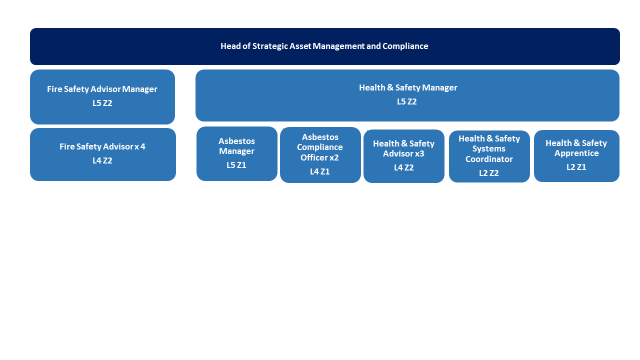 Head of Strategic Asset Management and Compliance
Fire Safety Advisor Manager
L5 Z2
Health & Safety Manager
L5 Z2
Fire Safety Advisor x 4
L4 Z2
Asbestos
Manager
L5 Z1
Asbestos
Compliance
Officer x2
L4 Z1
Health & Safety
Advisor x3
L4 Z2
Health & Safety
Systems
Coordinator
L2 Z2
Health & Safety
Apprentice
L2 Z1